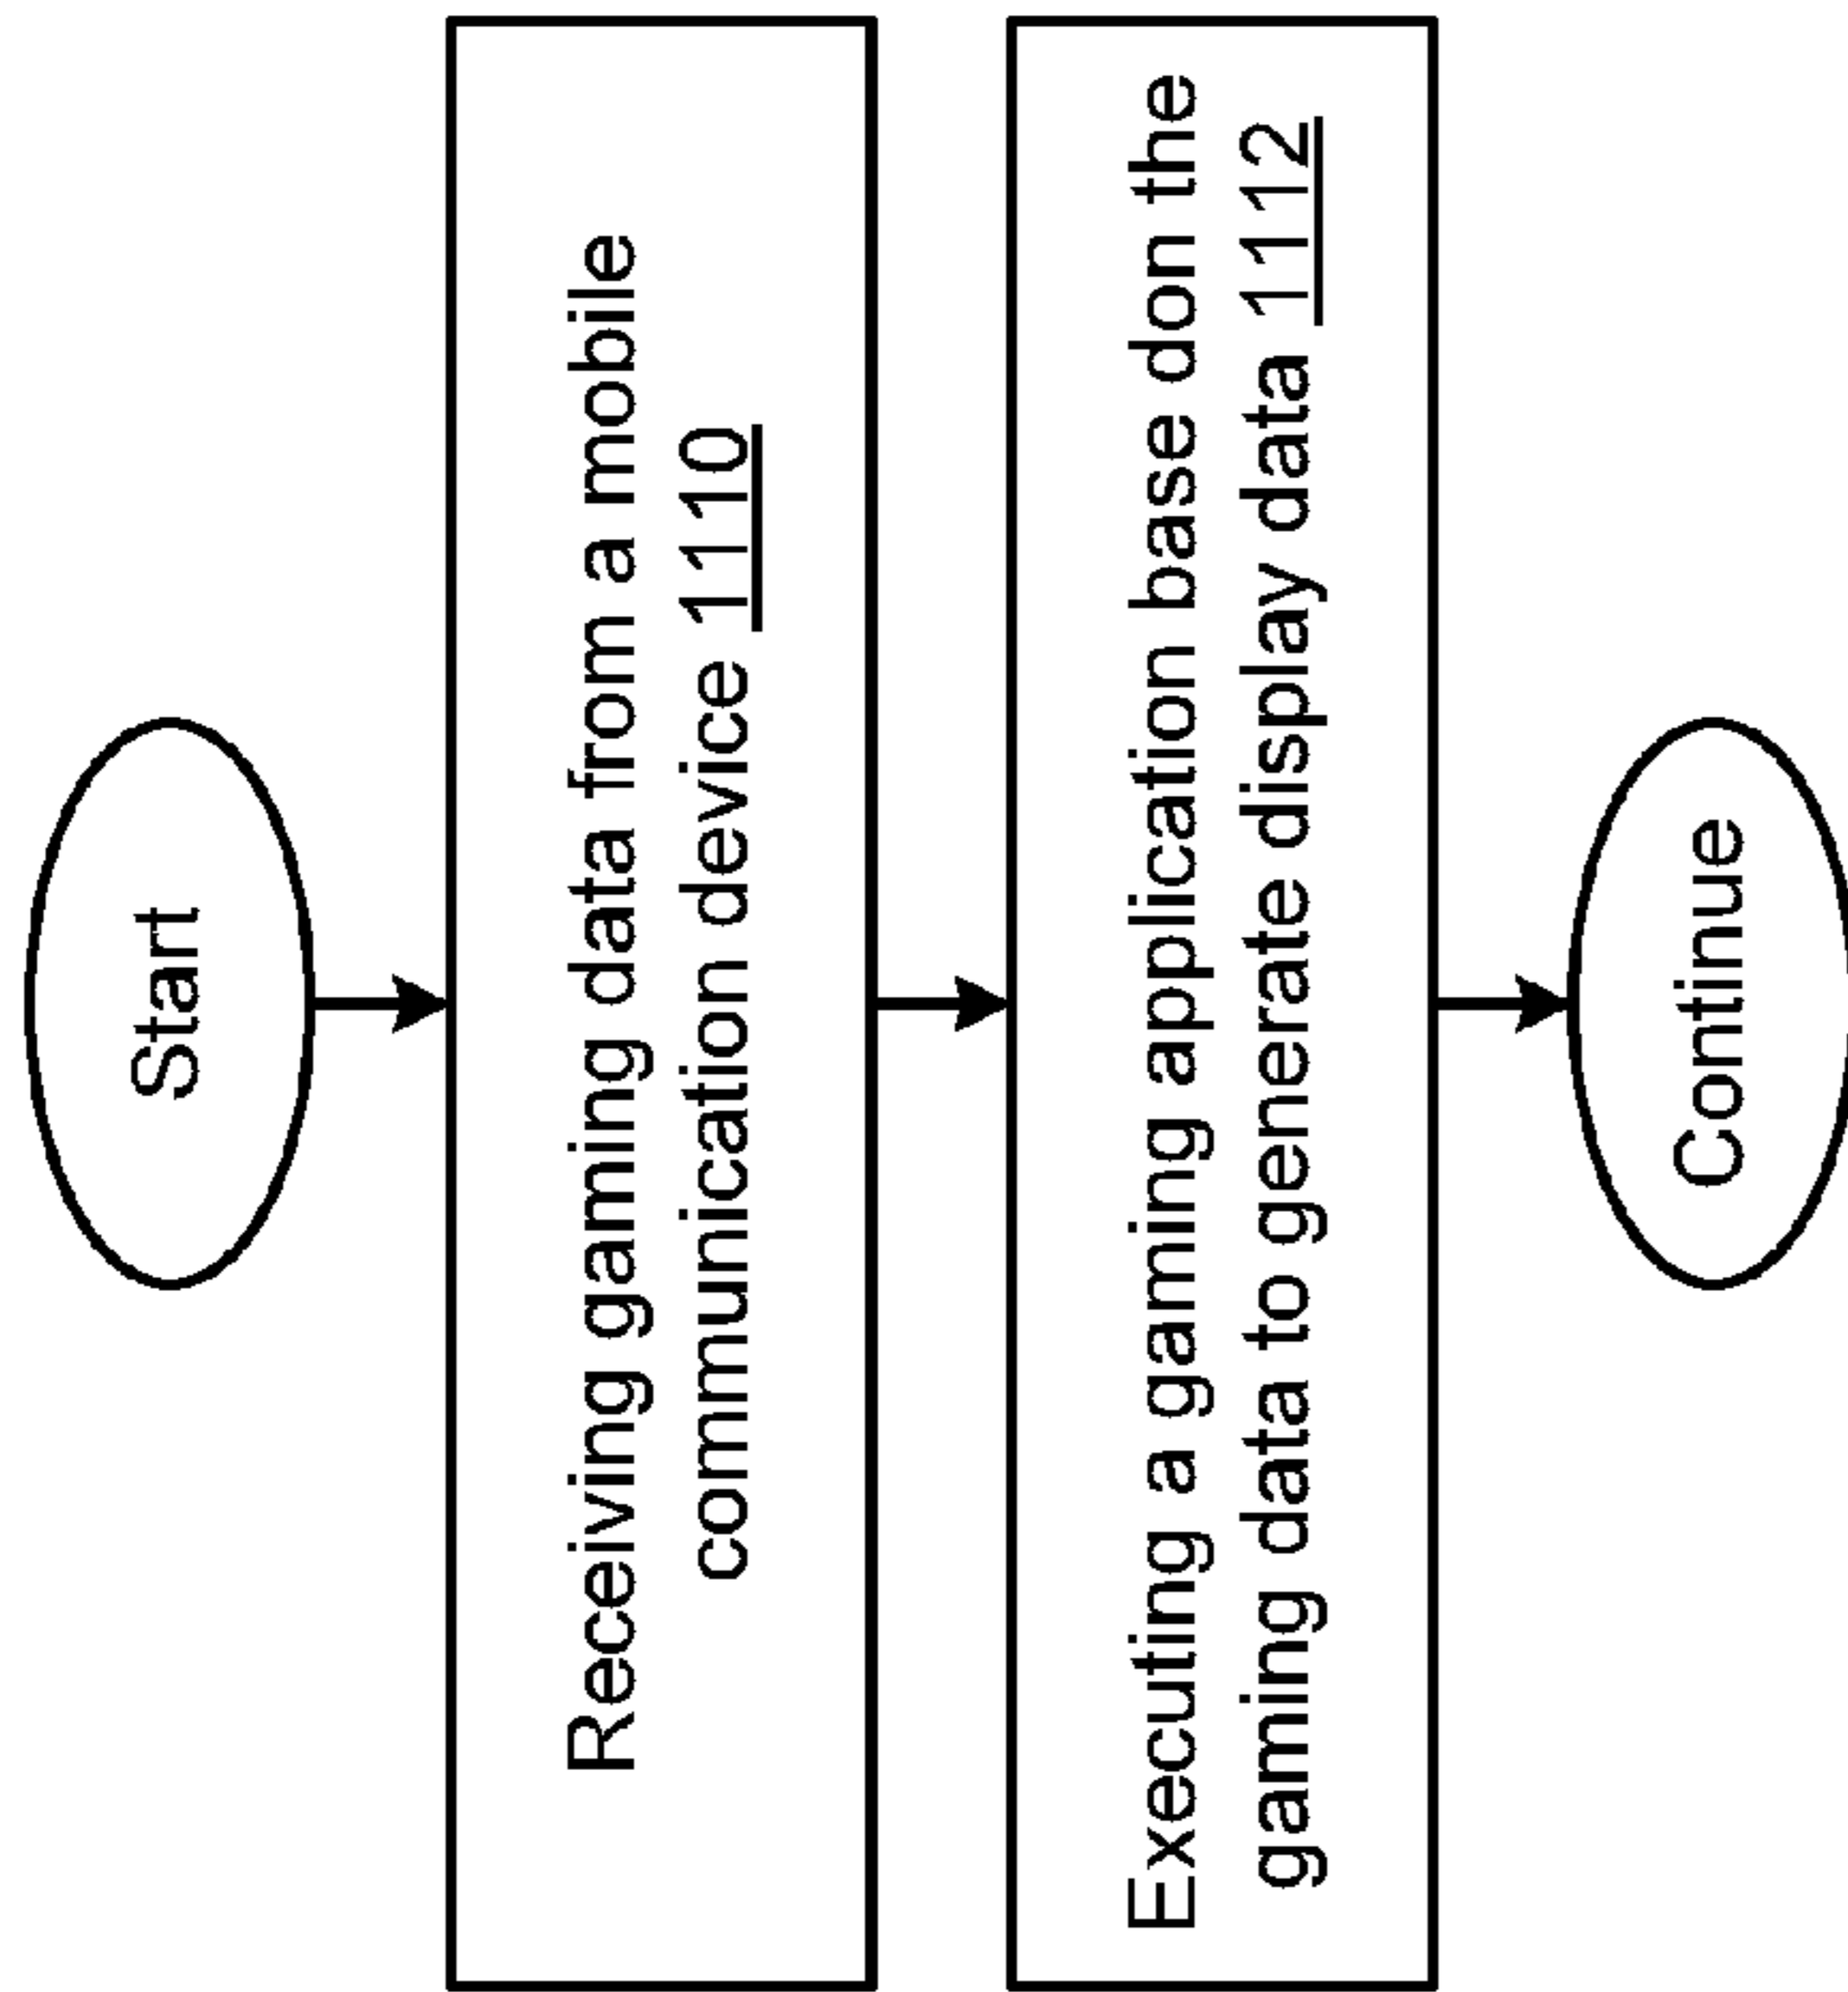 Start
Receiving gaming data from a mobile
communication device 1110
Executing a gaming application base don the
gaming data to generate display data 1112
Continue